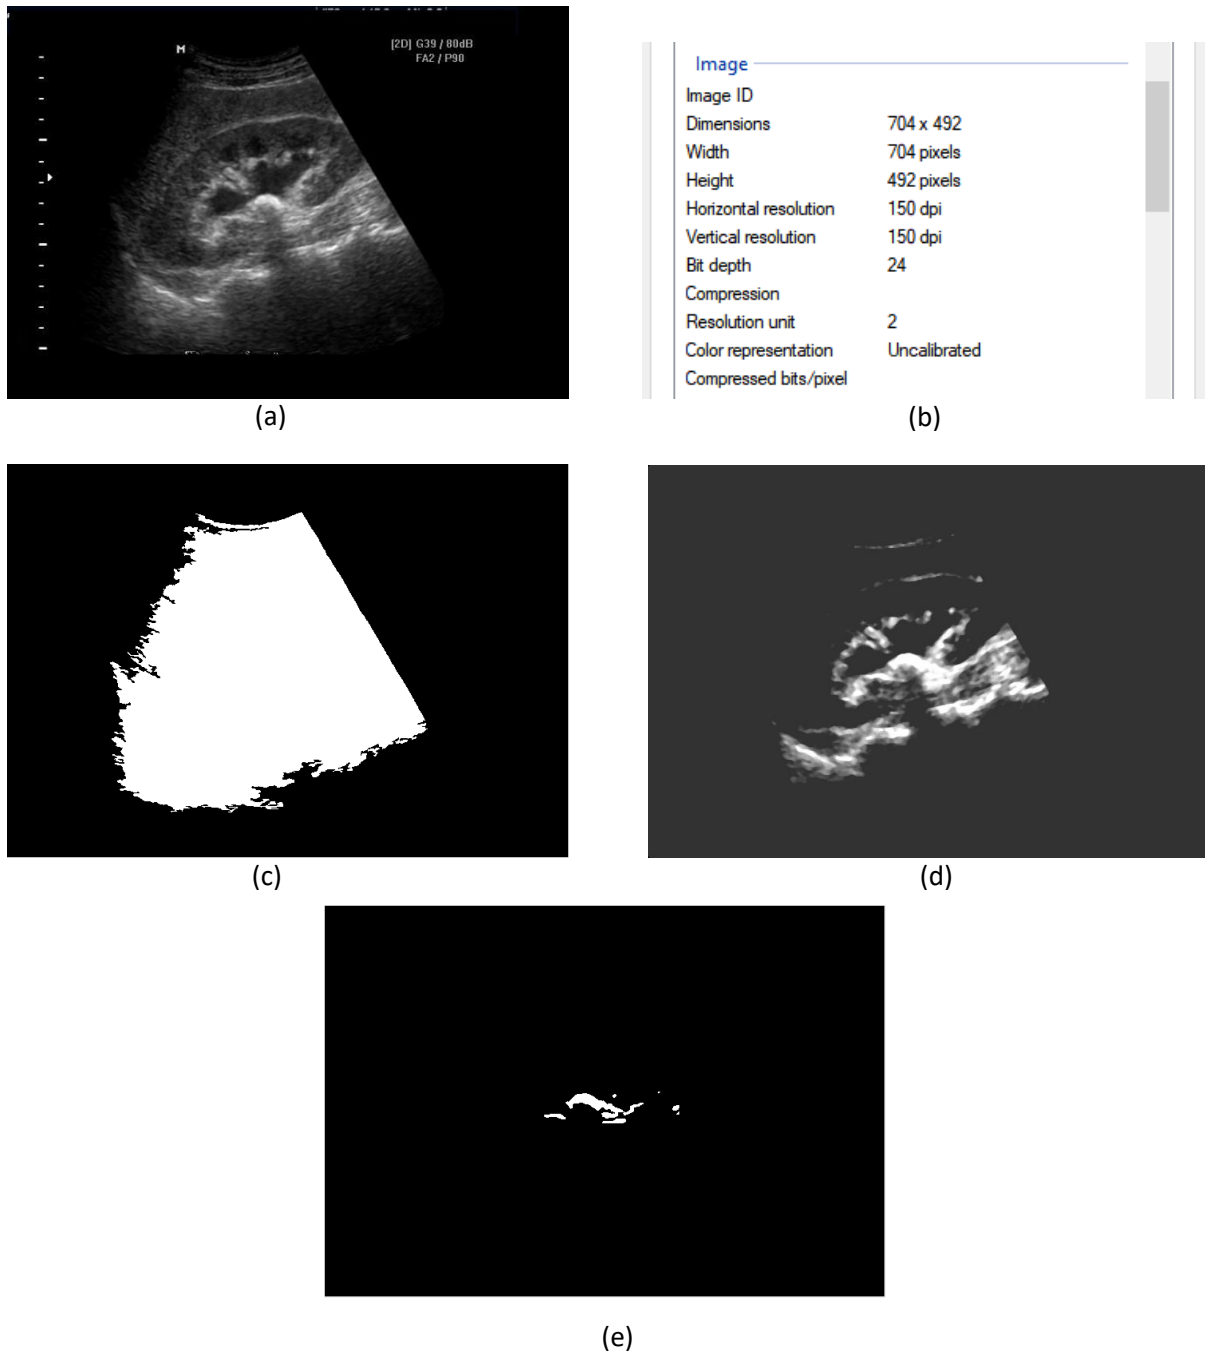 M
[2D] G39 / 80dB
FA2 / P90
(a)
Image
Image ID
Dimensions 704 x 492
Width 704 pixels
Height 492 pixels
Horizontal resolution 150 dpi
Vertical resolution 150 dpi
Bit depth 24
Compression
Resolution unit 2
Color representation Uncalibrated
Compressed bits/pixel
(b)
(c)
(d)
(e)